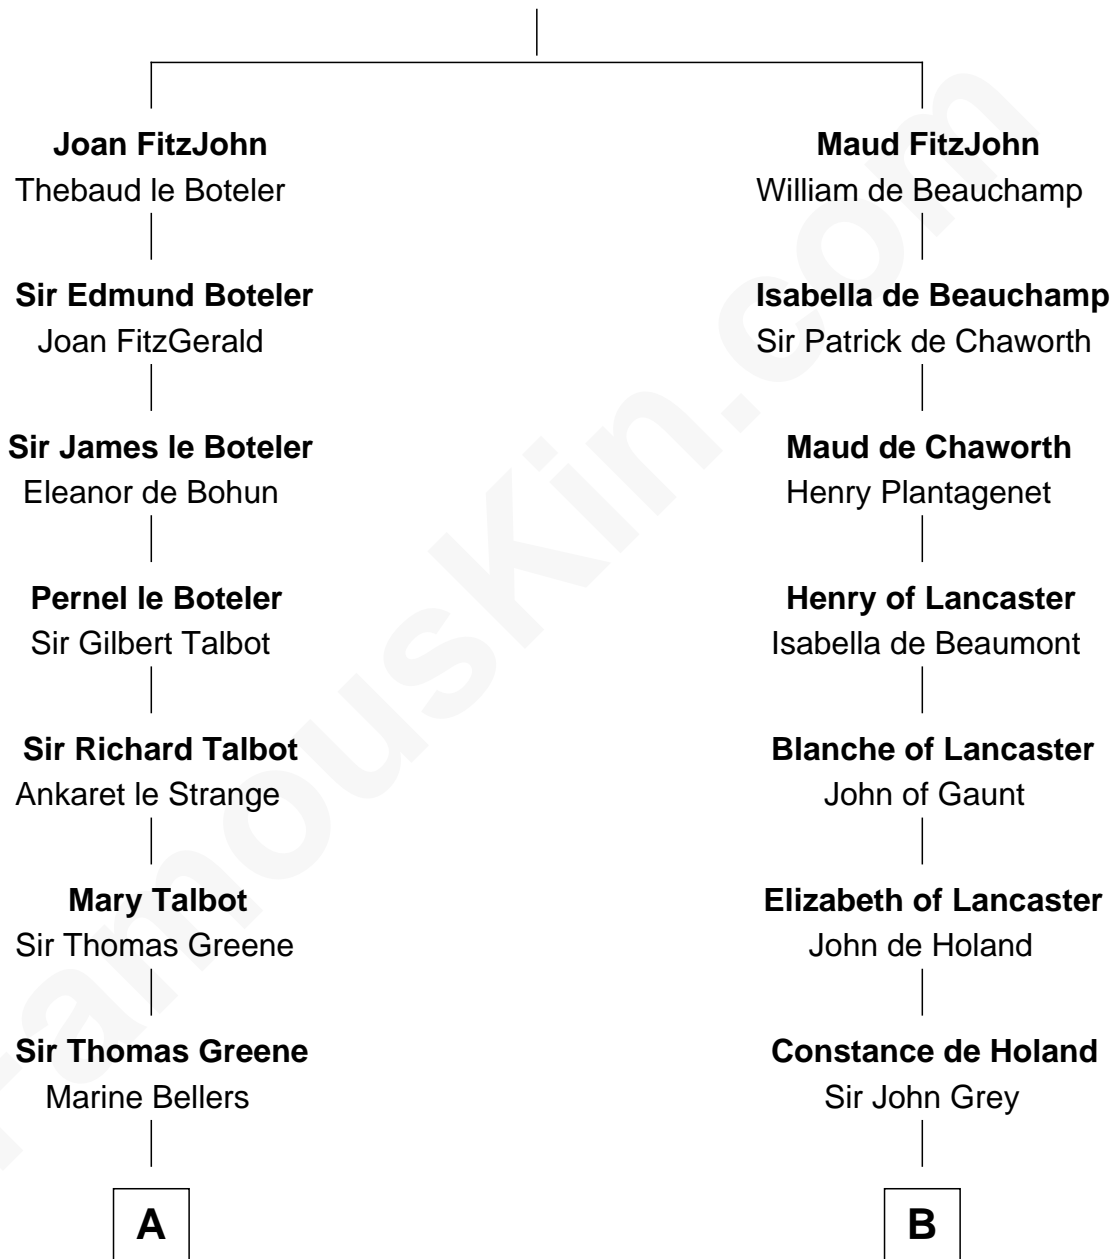 Joan FitzJohn
Thebaud le Boteler
Sir Edmund Boteler
Joan FitzGerald
Sir James le Boteler
Eleanor de Bohun
Pernel le Boteler
Sir Gilbert Talbot
Sir Richard Talbot
Ankaret le Strange
Mary Talbot
Sir Thomas Greene
Sir Thomas Greene
Marine Bellers
A
Maud FitzJohn
William de Beauchamp
Isabella de Beauchamp
Sir Patrick de Chaworth
Maud de Chaworth
Henry Plantagenet
Henry of Lancaster
Isabella de Beaumont
Blanche of Lancaster
John of Gaunt
Elizabeth of Lancaster
John de Holand
Constance de Holand
Sir John Grey
B
FamousKin.com